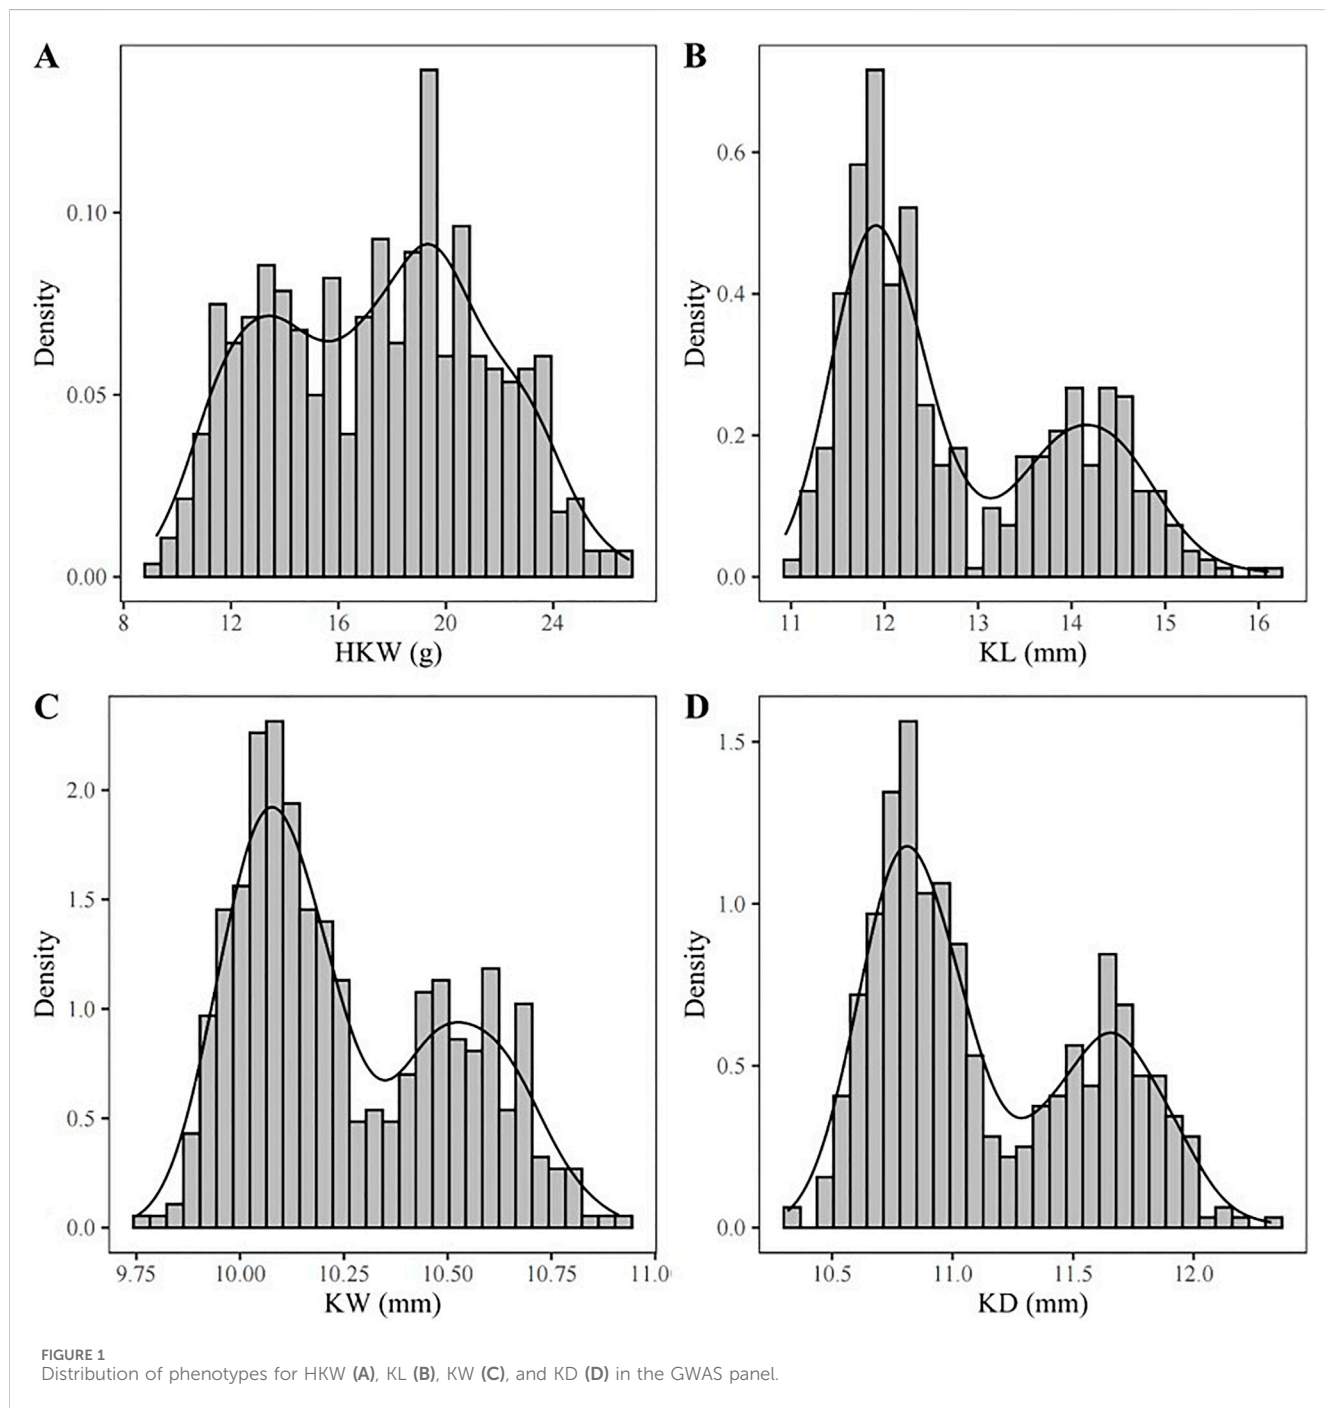 A
B
Density
0.10
0.05
0.00
8
12
16
20
24
HKW (g)
Density
0.6
0.4
0.2
0.0
11
12
13
14
15
16
KL (mm)
C
D
Density
2.0
1.5
1.0
0.5
0.0
9.75
10.00
10.25
10.50
10.75
11.0
KW (mm)
Density
1.5
1.0
0.5
0.0
10.5
11.0
11.5
12.0
KD (mm)
FIGURE 1
Distribution of phenotypes for HKW (A), KL (B), KW (C), and KD (D) in the GWAS panel.